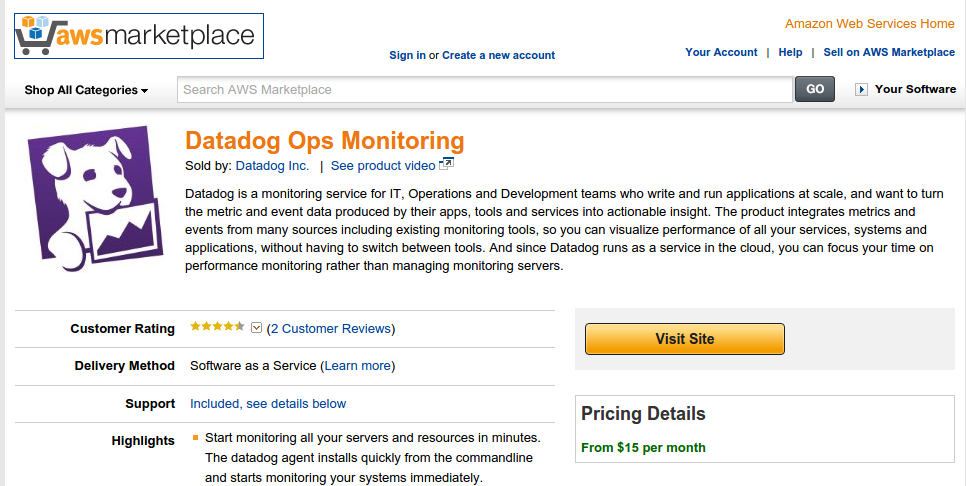 awsmarketplace
Amazon Web Services Home
Sign in or Create a new account
Your Account | Help | Sell on AWS Marketplace
Shop All Categories
Search AWS Marketplace
GO
Your Software
Datadog Ops Monitoring
Sold by: Datadog Inc. | See product video
Datadog is a monitoring service for IT, Operations and Development teams who write and run applications at scale, and want to turn
the metric and event data produced by their apps, tools and services into actionable insight. The product integrates metrics and
events from many sources including existing monitoring tools, so you can visualize performance of all your services, systems and
applications, without having to switch between tools. And since Datadog runs as a service in the cloud, you can focus your time on
performance monitoring rather than managing monitoring servers.
Customer Rating
(2 Customer Reviews)
Delivery Method
Software as a Service (Learn more)
Support
Included, see details below
Highlights
Start monitoring all your servers and resources in minutes.
The datadog agent installs quickly from the commandline
and starts monitoring your systems immediately.
Visit Site
Pricing Details
From $15 per month